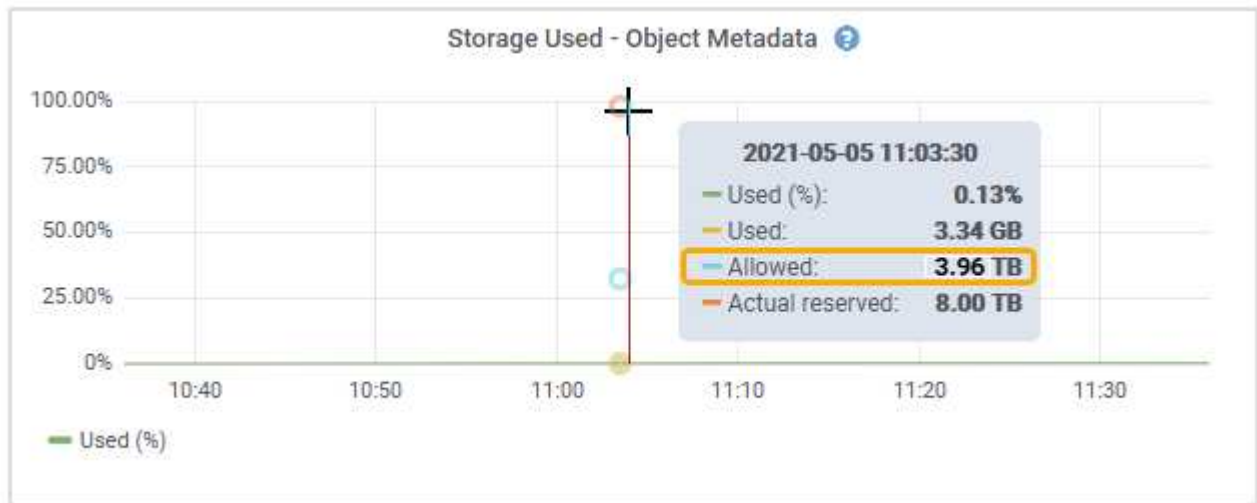 Storage Used - Object Metadata ?
100.00%
75.00%
50.00%
25.00%
0%
10:40 10:50 11:00 11:10 11:20 11:30
2021-05-05 11:03:30
Used (%): 0.13%
Used: 3.34 GB
Allowed: 3.96 TB
Actual reserved: 8.00 TB
Used (%)